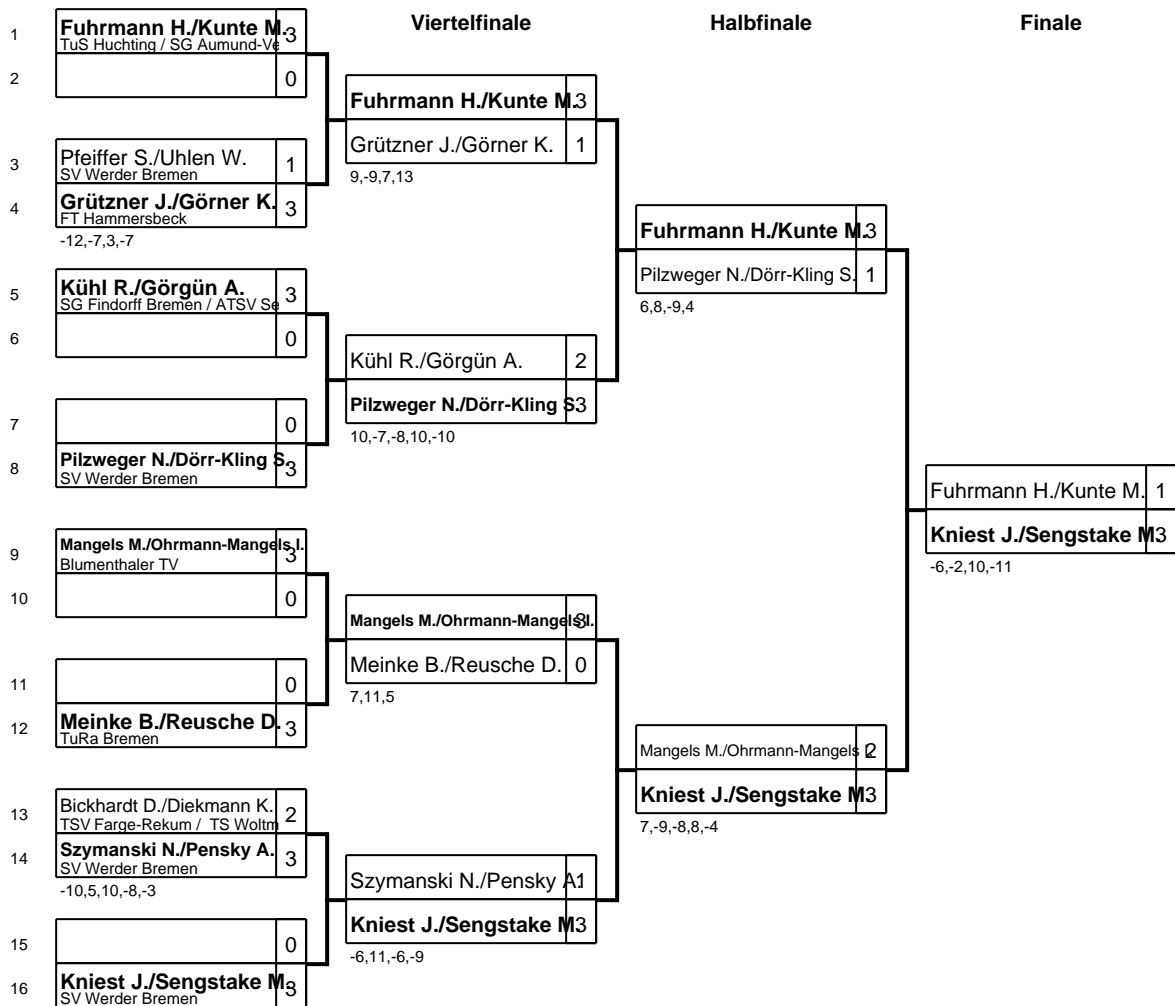 Viertelfinale
Halbfinale
Finale
1
Fuhrmann H./Kunte M. 3
TuS Huchting / SG Aumund-Ve
2
0
3
Pfeiffer S./Uhlen W. 1
SV Werder Bremen
4
Grützner J./Görner K. 3
FT Hammersbeck
-12,-7,3,-7
5
Kühl R./Görgün A. 3
SG Findorff Bremen / ATSV Se
6
0
7
0
8
Pilzweger N./Dörr-Kling S. 3
SV Werder Bremen
9
Mangels M./Ohrmann-Mangels I. 3
Blumenthaler TV
10
0
11
0
12
Meinke B./Reusche D. 3
TuRa Bremen
13
Bickhardt D./Diekmann K. 2
TSV Farge-Rekum / TS Woltm
14
Szymanski N./Pensky A. 3
SV Werder Bremen
-10,5,10,-8,-3
15
0
16
Kniest J./Sengstake M. 3
SV Werder Bremen
Fuhrmann H./Kunte M. 3
Grützner J./Görner K. 1
9,-9,7,13
Kühl R./Görgün A. 2
Pilzweger N./Dörr-Kling S. 3
10,-7,-8,10,-10
Mangels M./Ohrmann-Mangels I. 3
Meinke B./Reusche D. 0
7,11,5
Szymanski N./Pensky A. 1
Kniest J./Sengstake M. 3
-6,11,-6,-9
Fuhrmann H./Kunte M. 3
Pilzweger N./Dörr-Kling S. 1
6,8,-9,4
Mangels M./Ohrmann-Mangels I. 2
Kniest J./Sengstake M. 3
7,-9,-8,8,-4
Fuhrmann H./Kunte M. 1
Kniest J./Sengstake M. 3
-6,-2,10,-11